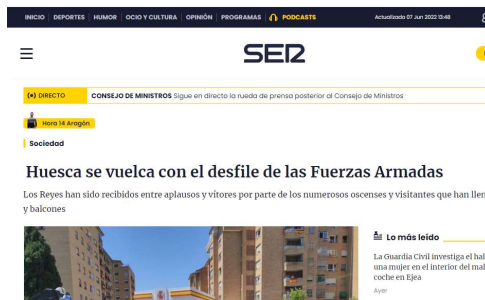 INICIO DEPORTES HUMOR OCIO Y CULTURA OPINIÓN PROGRAMAS PODCASTS Actualizado 07 Jun 2022 13:48
SER
DIRECTO CONSEJO DE MINISTROS Sigue en directo la rueda de prensa posterior al Consejo de Ministros
Hora 14 Aragón
Sociedad
Huesca se vuelca con el desfile de las Fuerzas Armadas
Los Reyes han sido recibidos entre aplausos y vítores por parte de los numerosos oscenses y visitantes que han
y balcones
Lo más leído
La Guardia Civil investiga el
una mujer en el interior del
coche en Ejea
Ayer